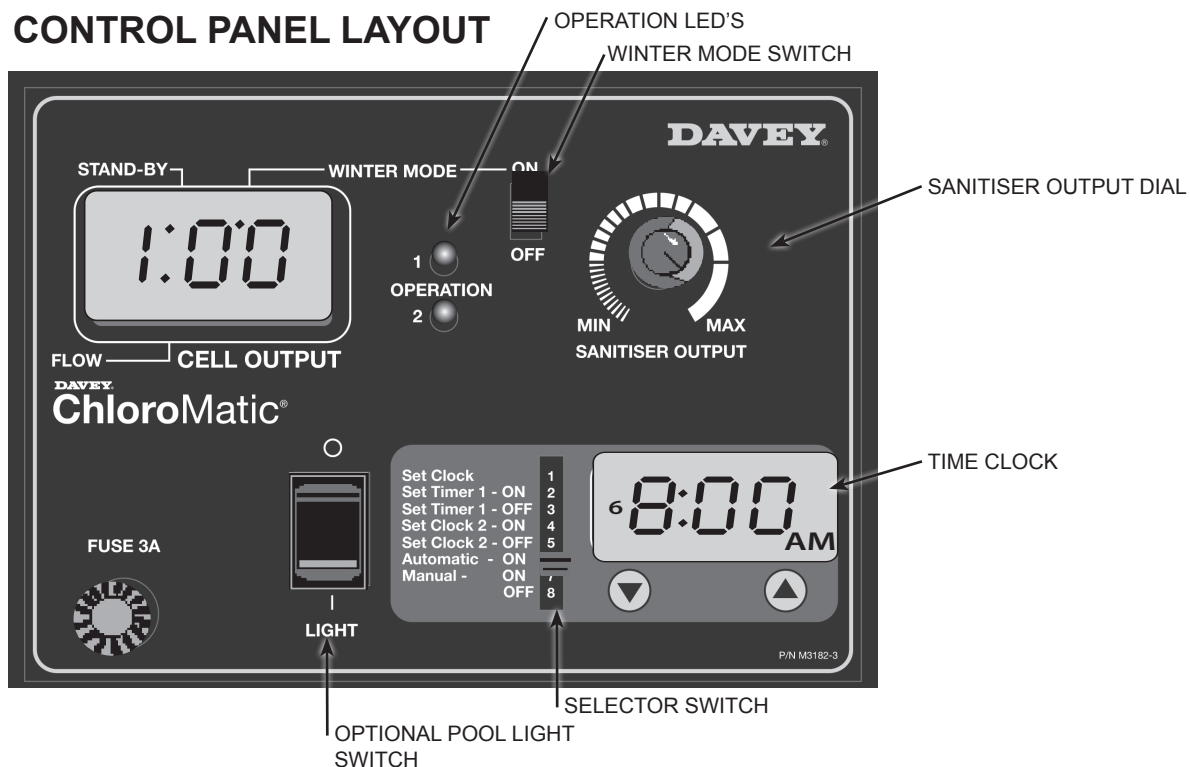 CONTROL PANEL LAYOUT
OPERATION LED'S
WINTER MODE SWITCH
DAVEY®
STAND-BY
WINTER MODE
ON
OFF
1:00
1
OPERATION
2
FLOW
CELL OUTPUT
MIN
MAX
SANITISER OUTPUT
SANITISER OUTPUT DIAL
DAVEY
ChloroMatic®
FUSE 3A
LIGHT
Set Clock 1
Set Timer 1 - ON 2
Set Timer 1 - OFF 3
Set Clock 2 - ON 4
Set Clock 2 - OFF 5
Automatic - ON
Manual - ON 7
OFF 8
6 8:00 AM
TIME CLOCK
P/N M3182-3
SELECTOR SWITCH
OPTIONAL POOL LIGHT
SWITCH